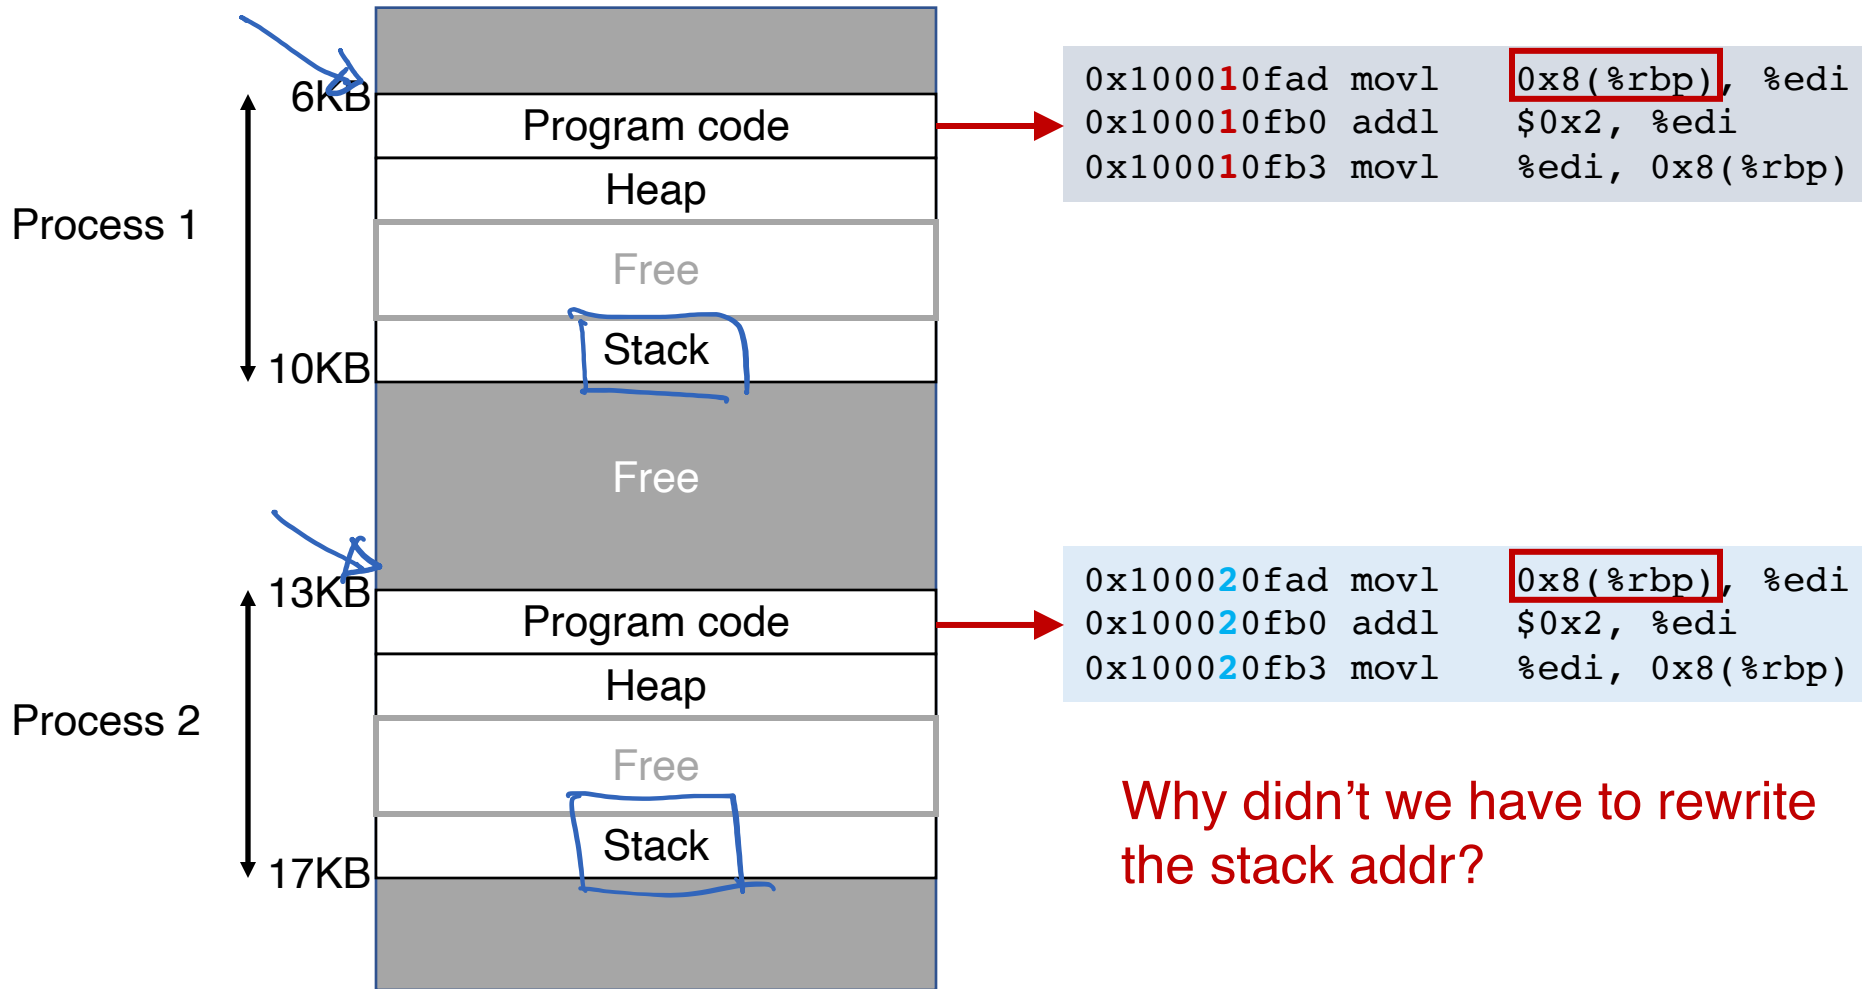 6KB
Program code
Heap
Process 1
Free
Stack
10KB
0x100010fad movl 0x8(%rbp), %edi
0x100010fb0 addl $0x2, %edi
0x100010fb3 movl %edi, 0x8(%rbp)
Free
13KB
Program code
Heap
Process 2
Free
Stack
17KB
0x100020fad movl 0x8(%rbp), %edi
0x100020fb0 addl $0x2, %edi
0x100020fb3 movl %edi, 0x8(%rbp)
Why didn’t we have to rewrite
the stack addr?